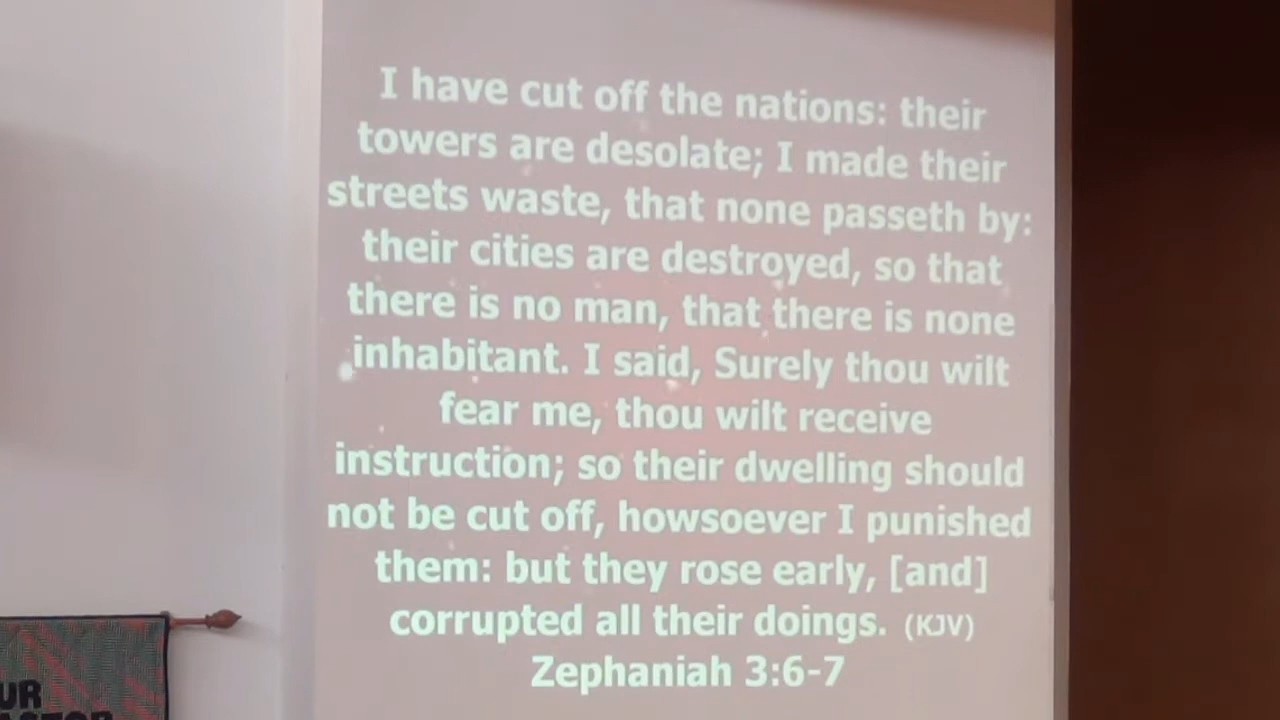 I have cut off the nations: their
towers are desolate; I made their
streets waste, that none passeth by:
their cities are destroyed, so that
there is no man, that there is none
inhabitant. I said, Surely thou wilt
fear me, thou wilt receive
instruction; so their dwelling should
not be cut off, howsoever I punished
them: but they rose early, [and]
corrupted all their doings. (KJV)
Zephaniah 3:6-7
UR